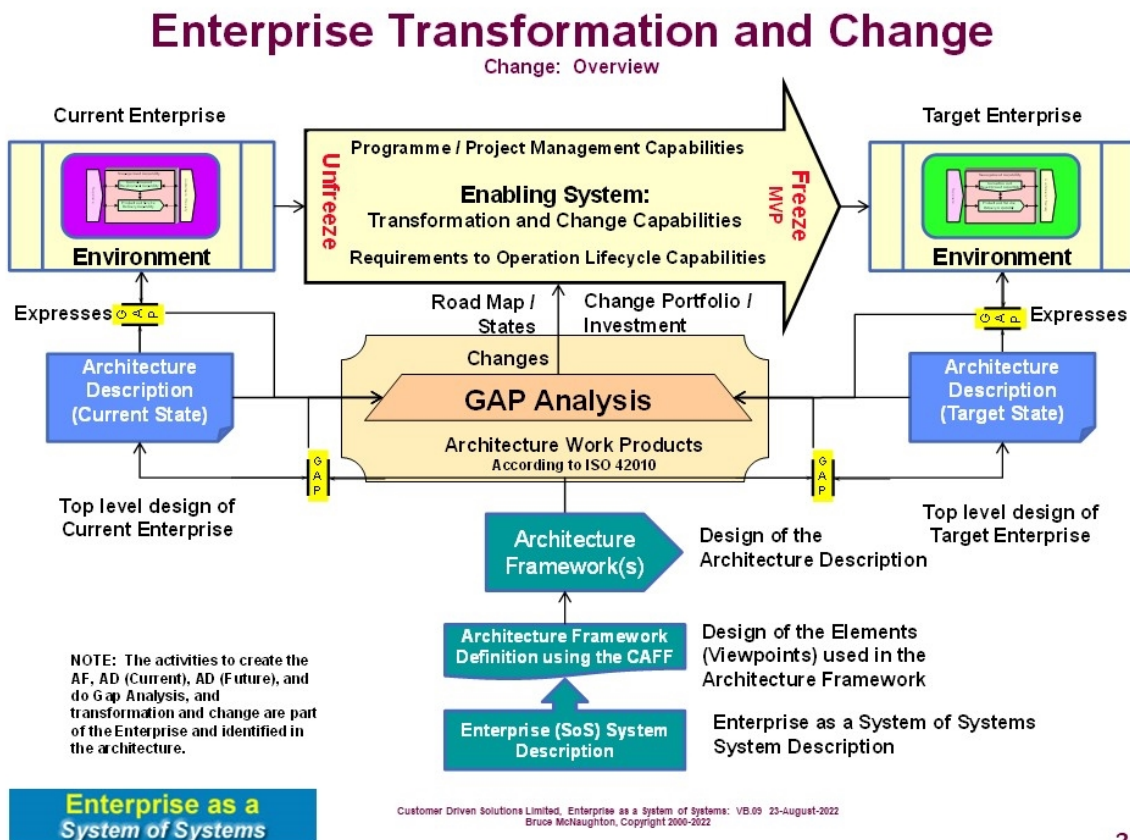 Enterprise Transformation and Change
Change: Overview
Current Enterprise
Target Enterprise
Environment
Unfreeze
Programme / Project Management Capabilities
Enabling System:
Transformation and Change Capabilities
Requirements to Operation Lifecycle Capabilities
Freeze
MVP
Environment
Expresses
GAP
Road Map /
States
Change Portfolio /
Investment
GAP
Expresses
Architecture
Description
(Current State)
Changes
GAP Analysis
Architecture Work Products
According to ISO 42010
Architecture
Description
(Target State)
GAP
GAP
Top level design of
Current Enterprise
Top level design of
Target Enterprise
Architecture
Framework(s)
Design of the
Architecture Description
Architecture Framework
Definition using the CAFF
Design of the Elements
(Viewpoints) used in the
Architecture Framework
NOTE: The activities to create the
AF, AD (Current), AD (Future), and
do Gap Analysis, and
transformation and change are part
of the Enterprise and identified in
the architecture.
Enterprise (SoS) System
Description
Enterprise as a System of Systems
System Description
Enterprise as a
System of Systems
Customer Driven Solutions Limited, Enterprise as a System of Systems: VB.09 23-August-2022
Bruce McNaughton, Copyright 2000-2022